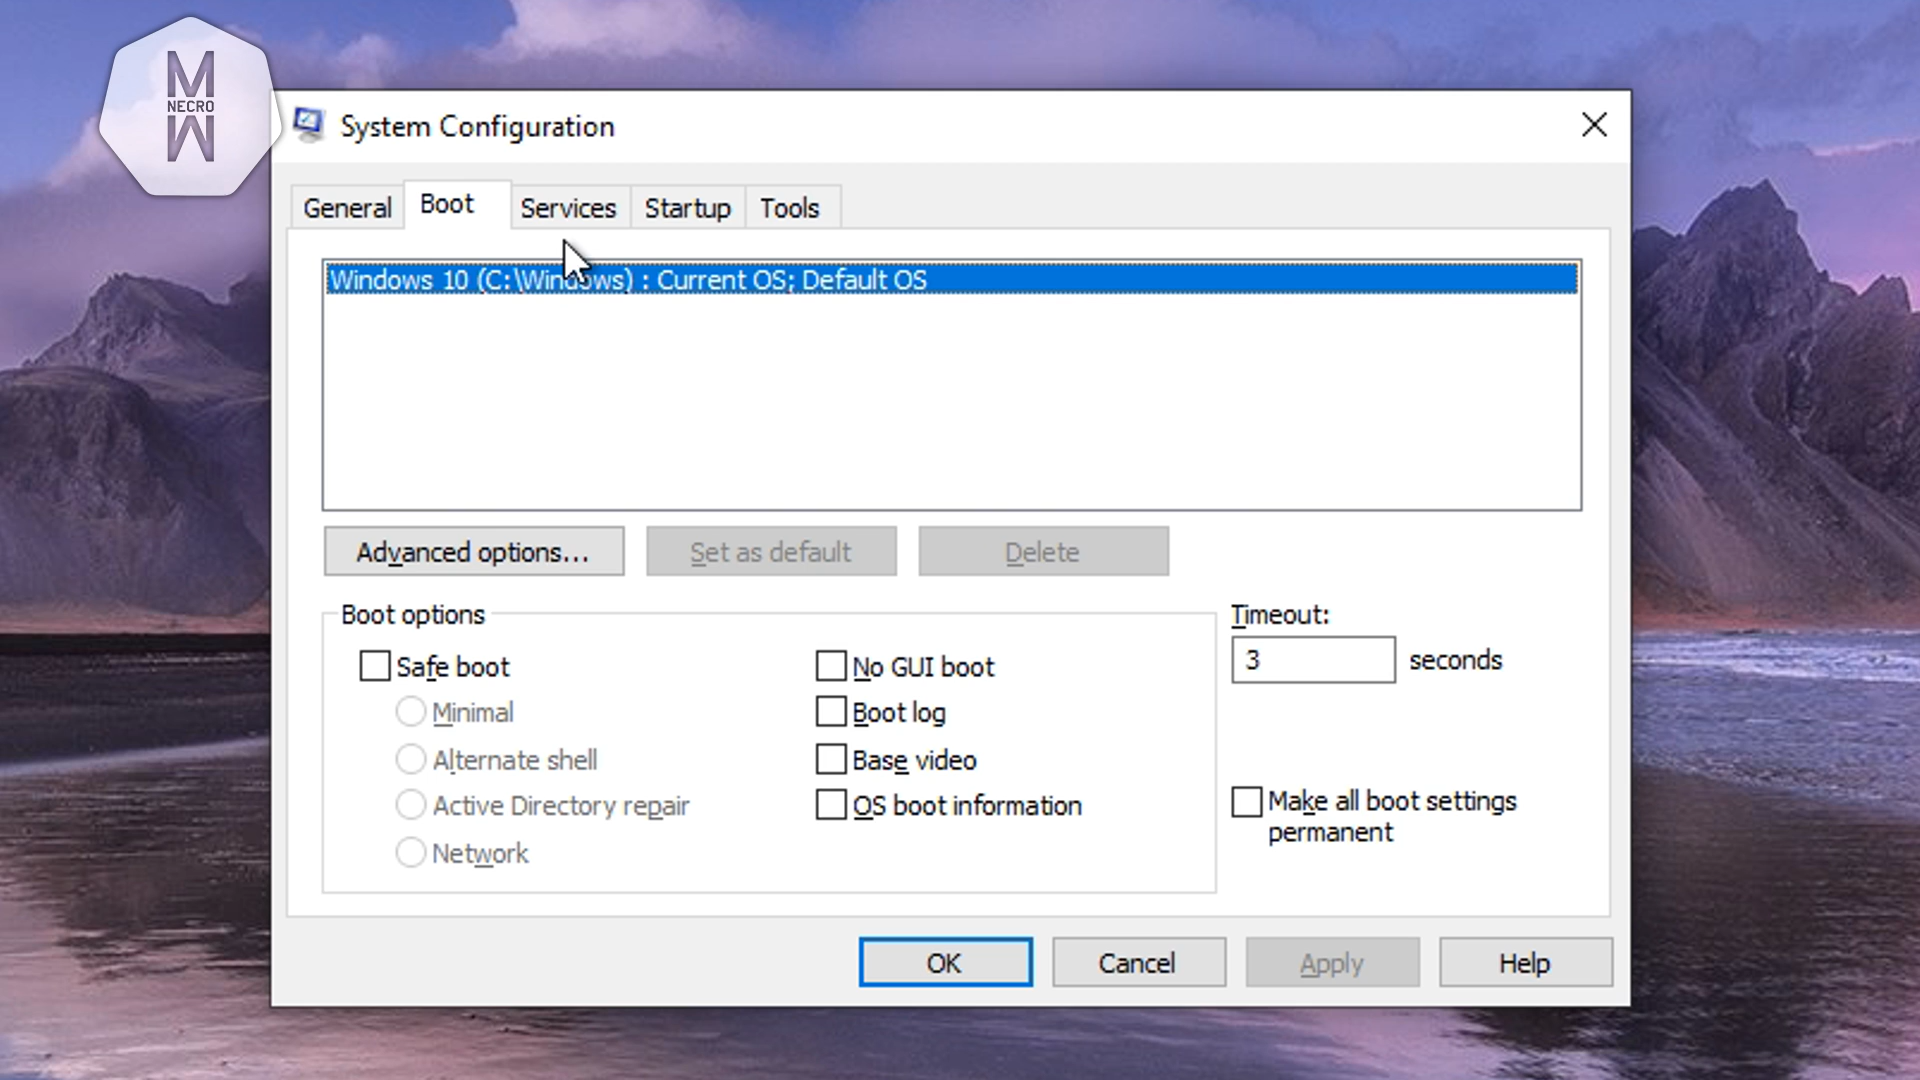 M
NECRO
M
System Configuration
General Boot Services Startup Tools
Windows 10 (C:\Windows) : Current OS; Default OS
Advanced options... Set as default Delete
Boot options
Timeout:
Safe boot
No GUI boot
3 seconds
Minimal
Boot log
Alternate shell
Base video
Active Directory repair
OS boot information
Make all boot settings
permanent
Network
OK Cancel Apply Help